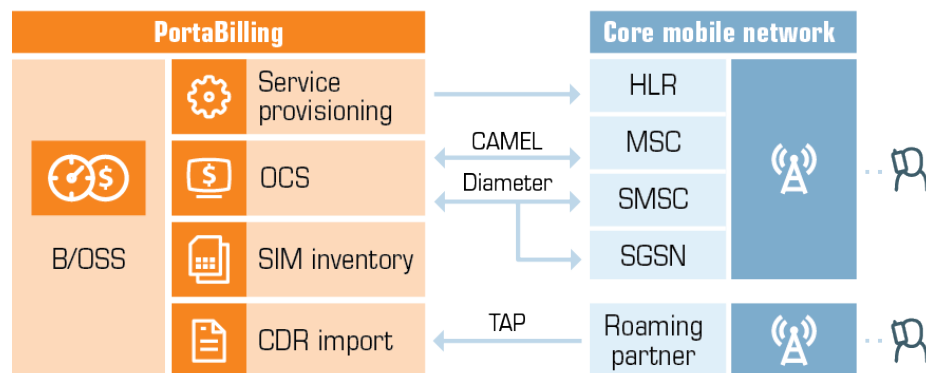 PortaBilling
Core mobile network
Service
provisioning
HLR
CAMEL
MSC
OCS
Diameter
SMSC
B/OSS
SIM inventory
SGSN
CDR import
TAP
Roaming
partner